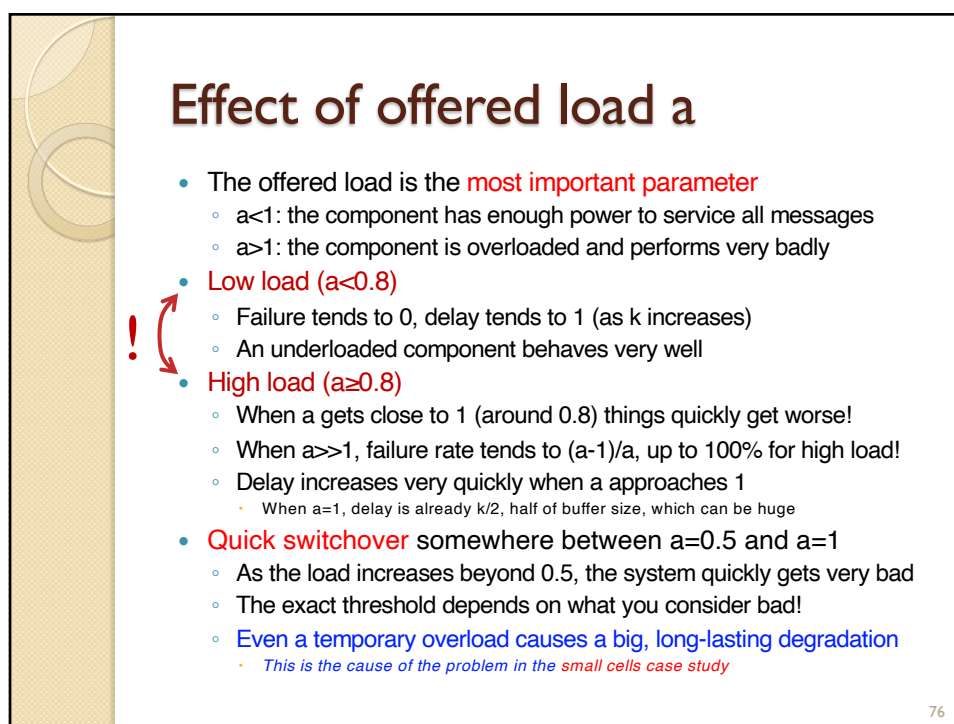 Effect of offered load a
• The offered load is the most important parameter
◦ a<1: the component has enough power to service all messages
◦ a>1: the component is overloaded and performs very badly
• Low load (a<0.8)
◦ Failure tends to 0, delay tends to 1 (as k increases)
!
◦ An underloaded component behaves very well
• High load (a≥0.8)
◦ When a gets close to 1 (around 0.8) things quickly get worse!
◦ When a>>1, failure rate tends to (a-1)/a, up to 100% for high load!
◦ Delay increases very quickly when a approaches 1
• When a=1, delay is already k/2, half of buffer size, which can be huge
• Quick switchover somewhere between a=0.5 and a=1
◦ As the load increases beyond 0.5, the system quickly gets very bad
◦ The exact threshold depends on what you consider bad!
◦ Even a temporary overload causes a big, long-lasting degradation
• This is the cause of the problem in the small cells case study
76